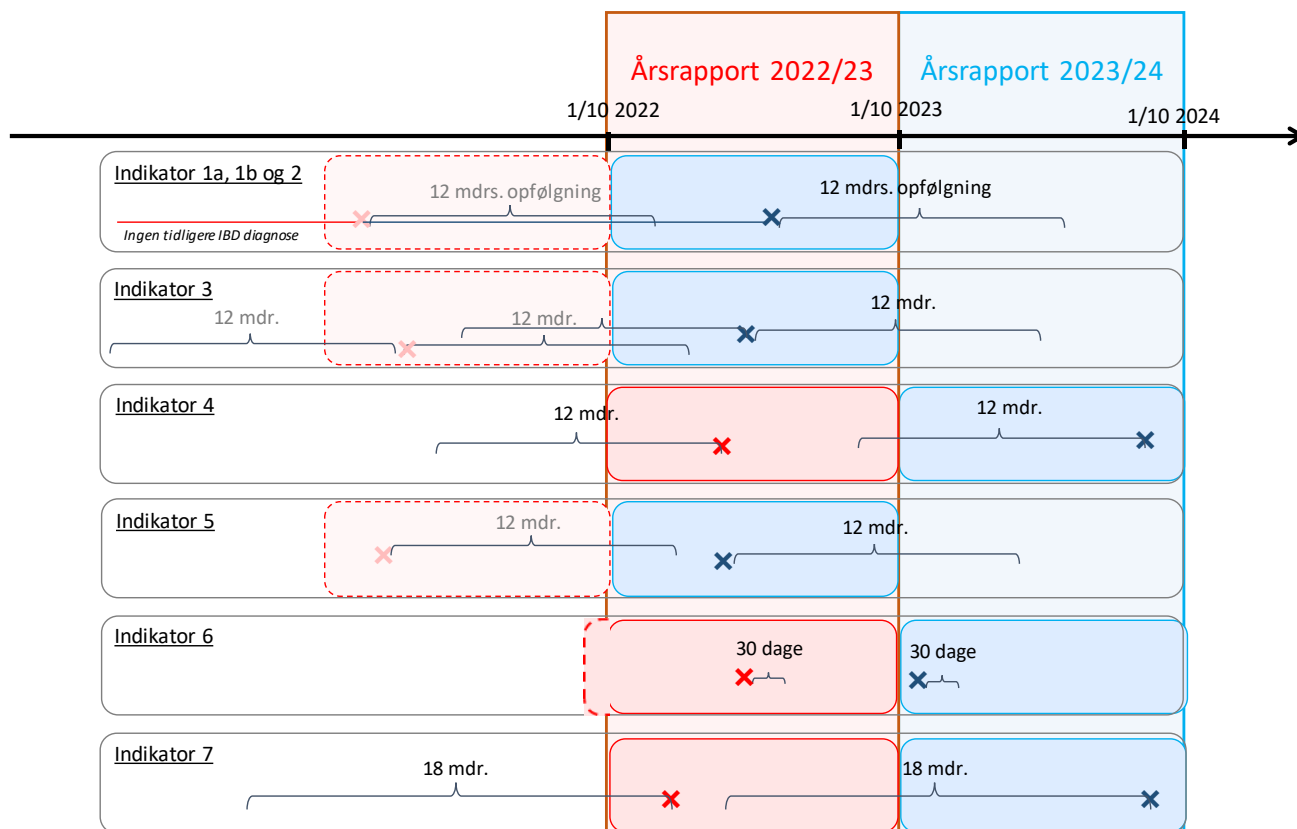 Årsrapport 2022/23
Årsrapport 2023/24
1/10 2022
1/10 2023
1/10 2024
Indikator 1a, 1b og 2
12 mdrs. opfølgning
12 mdrs. opfølgning
Ingen tidligere IBD diagnose
Indikator 3
12 mdr.
12 mdr.
12 mdr.
Indikator 4
12 mdr.
12 mdr.
Indikator 5
12 mdr.
12 mdr.
Indikator 6
30 dage
30 dage
Indikator 7
18 mdr.
18 mdr.